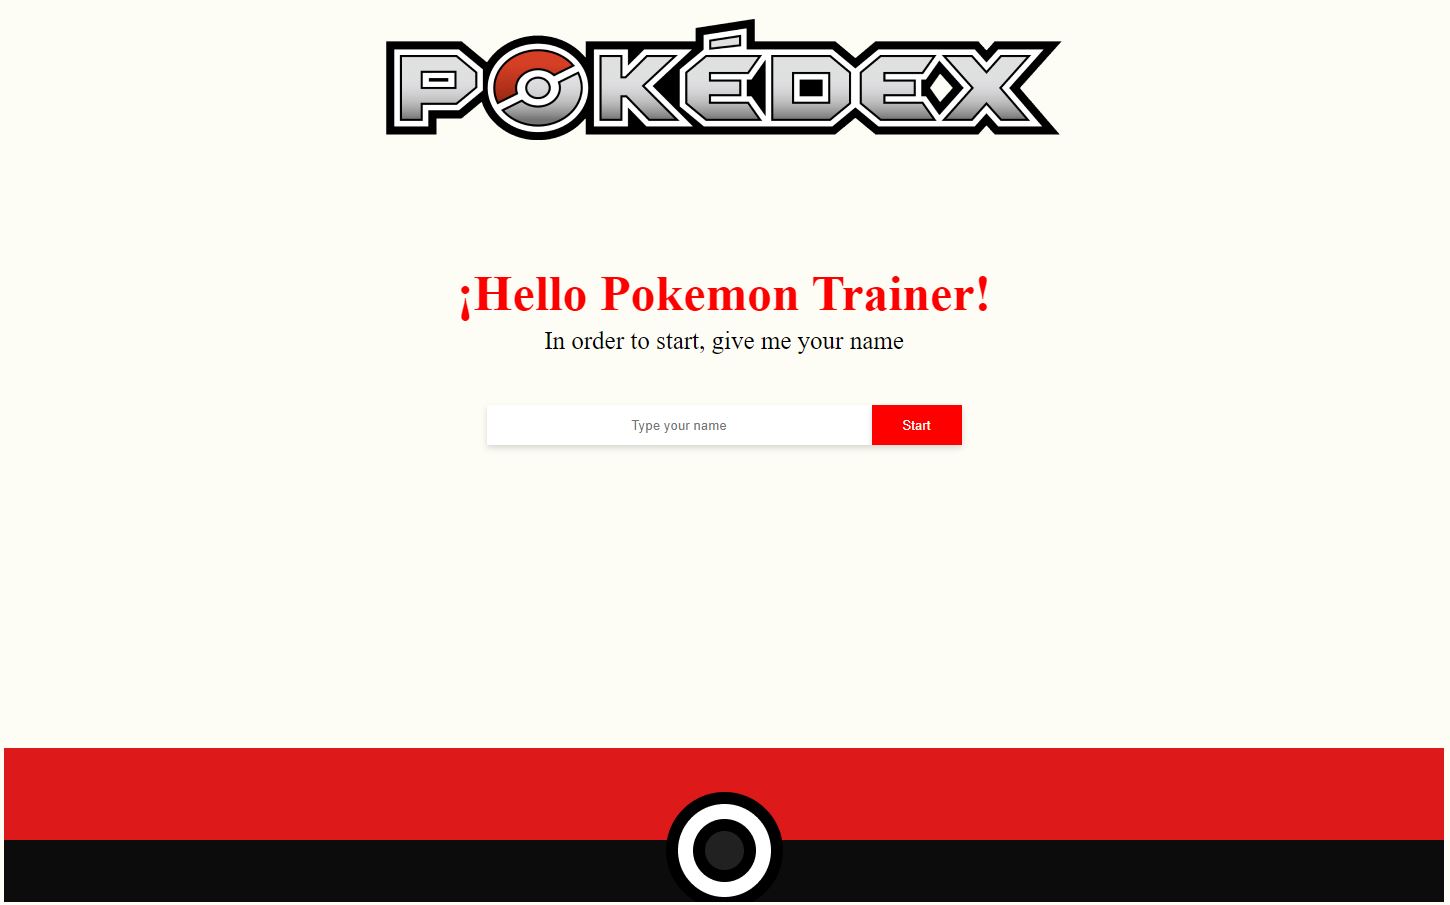 POKÉDEX
¡Hello Pokemon Trainer!
In order to start, give me your name
Type your name
Start